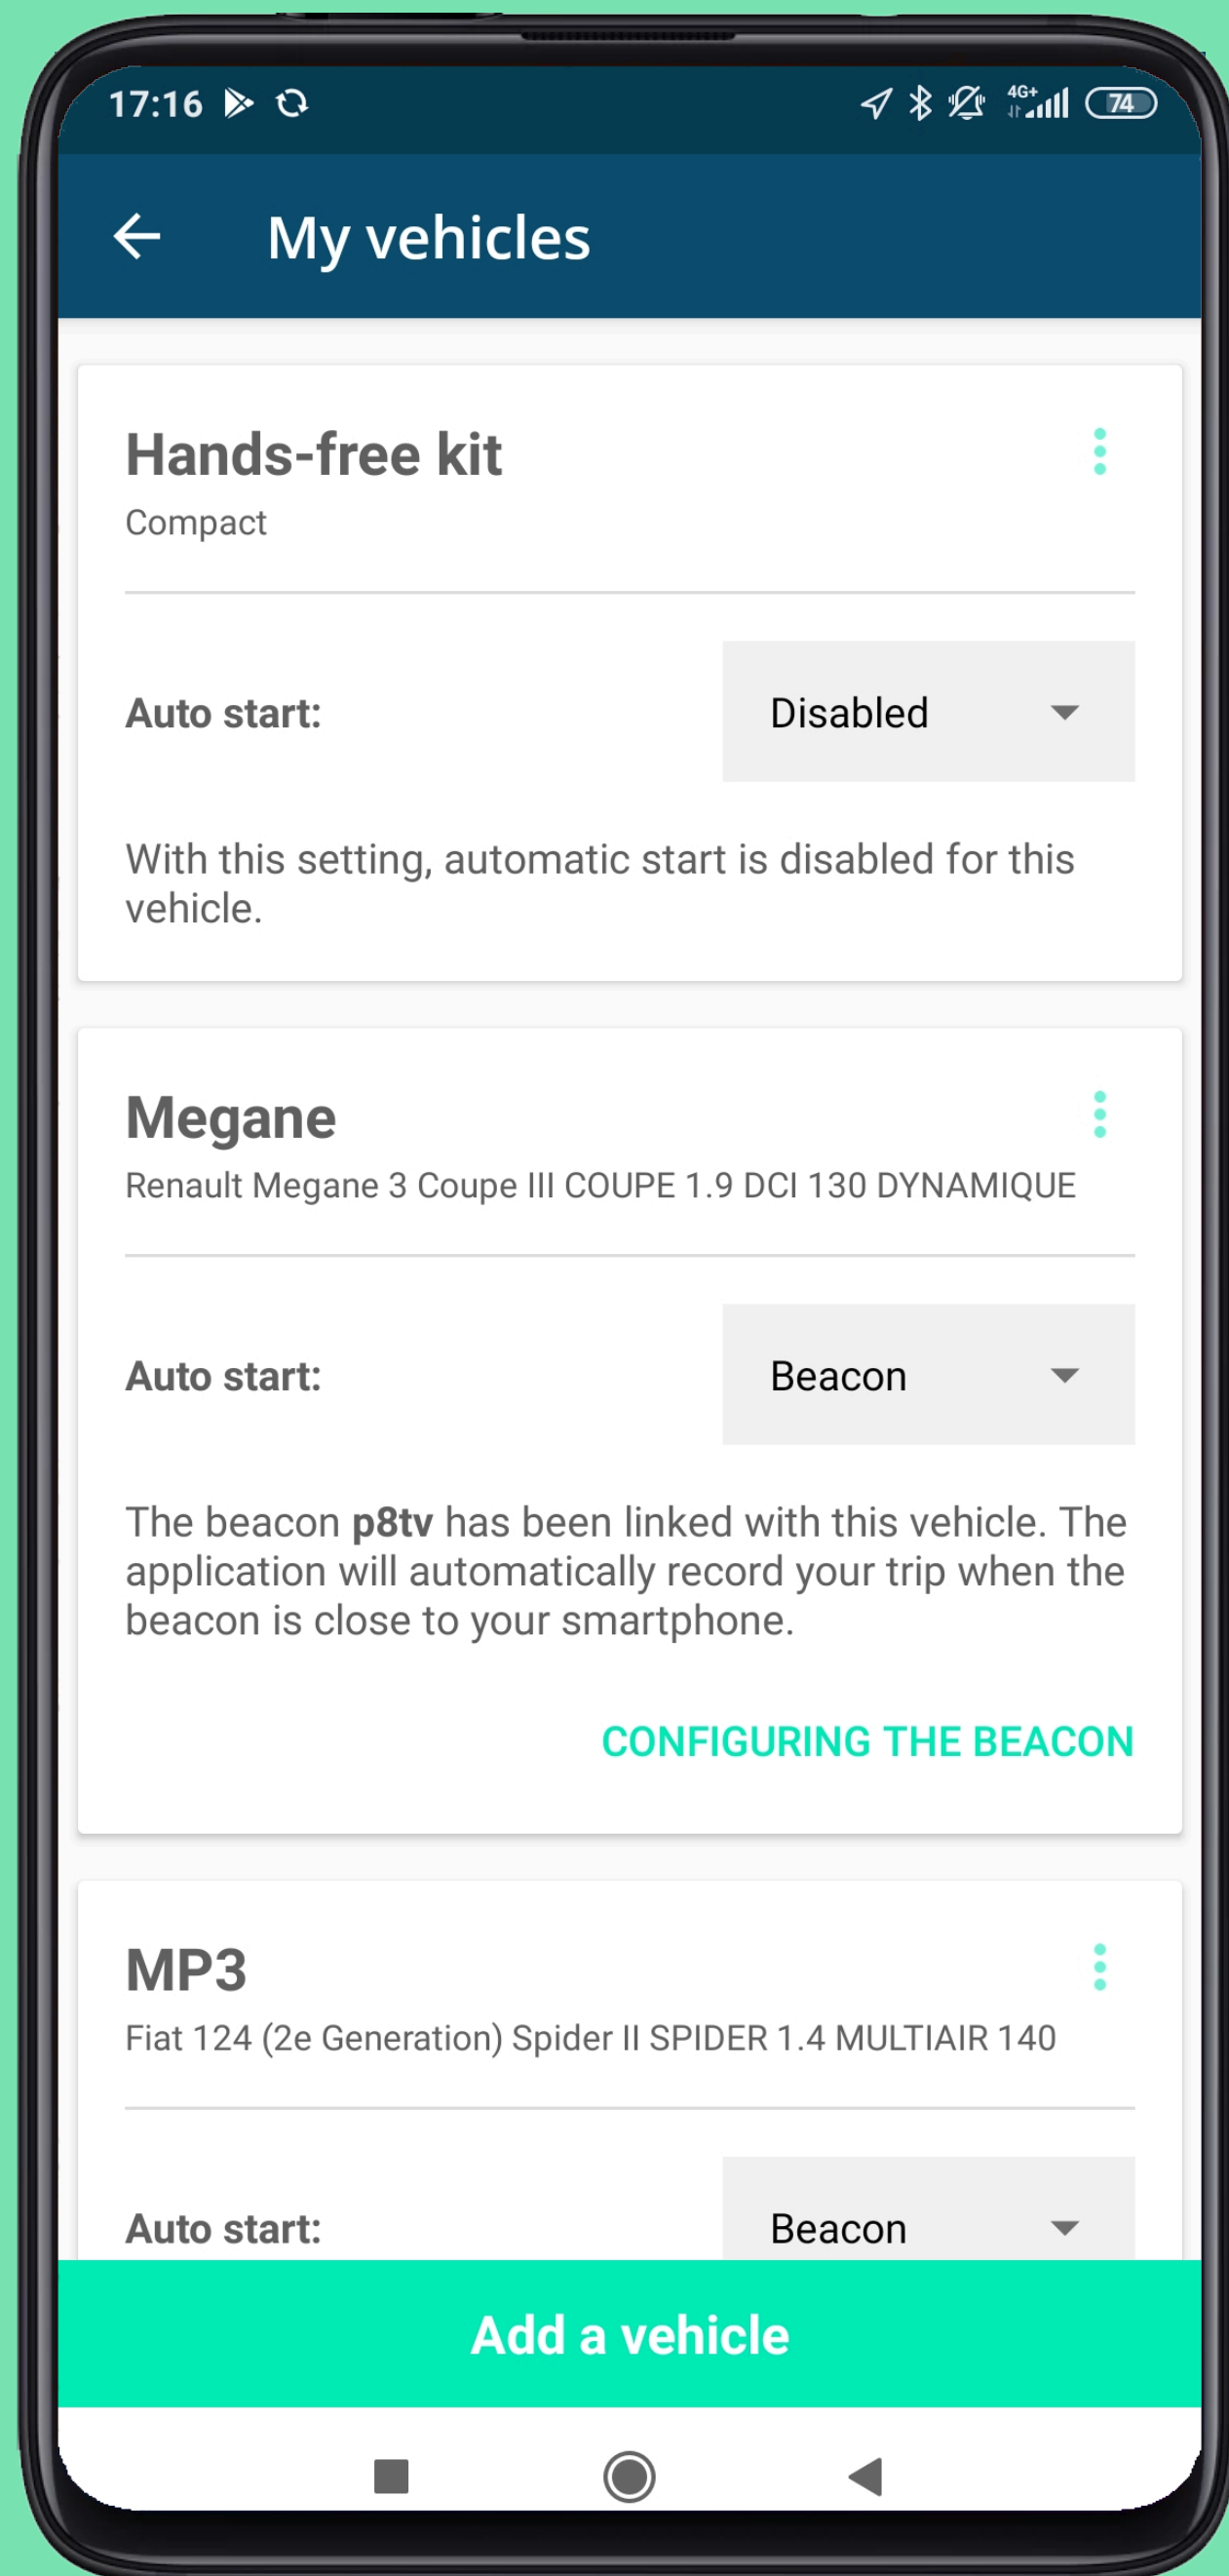 17:16
4G+ 74
My vehicles
Hands-free kit
Compact
Auto start: Disabled
With this setting, automatic start is disabled for this
vehicle.
Megane
Renault Megane 3 Coupe III COUPE 1.9 DCI 130 DYNAMIQUE
Auto start: Beacon
The beacon p8tv has been linked with this vehicle. The
application will automatically record your trip when the
beacon is close to your smartphone.
CONFIGURING THE BEACON
MP3
Fiat 124 (2e Generation) Spider II SPIDER 1.4 MULTIAIR 140
Auto start: Beacon
Add a vehicle